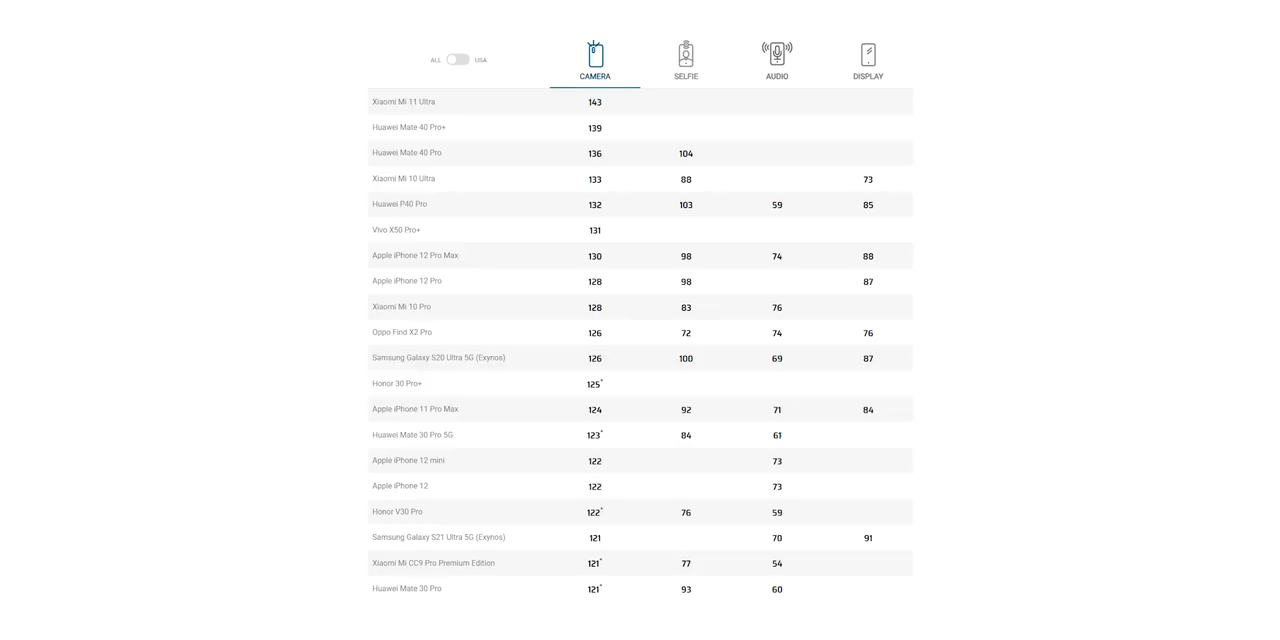 ALL USA CAMERA SELFIE AUDIO DISPLAY
Xiaomi Mi 11 Ultra 143
Huawei Mate 40 Pro+ 139
Huawei Mate 40 Pro 136 104
Xiaomi Mi 10 Ultra 133 88 73
Huawei P40 Pro 132 103 59 85
Vivo X50 Pro+ 131
Apple iPhone 12 Pro Max 130 98 74 88
Apple iPhone 12 Pro 128 98 87
Xiaomi Mi 10 Pro 128 83 76
Oppo Find X2 Pro 126 72 74 76
Samsung Galaxy S20 Ultra 5G (Exynos) 126 100 69 87
Honor 30 Pro+ 125*
Apple iPhone 11 Pro Max 124 92 71 84
Huawei Mate 30 Pro 5G 123* 84 61
Apple iPhone 12 mini 122 73
Apple iPhone 12 122 73
Honor V30 Pro 122* 76 59
Samsung Galaxy S21 Ultra 5G (Exynos) 121 70 91
Xiaomi Mi CC9 Pro Premium Edition 121* 77 54
Huawei Mate 30 Pro 121* 93 60